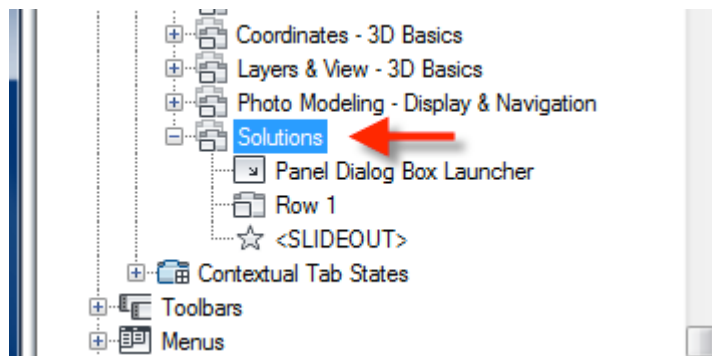 Coordinates - 3D Basics
Layers & View - 3D Basics
Photo Modeling - Display & Navigation
Solutions
Panel Dialog Box Launcher
Row 1
<SLIDEOUT>
Contextual Tab States
Toolbars
Menus